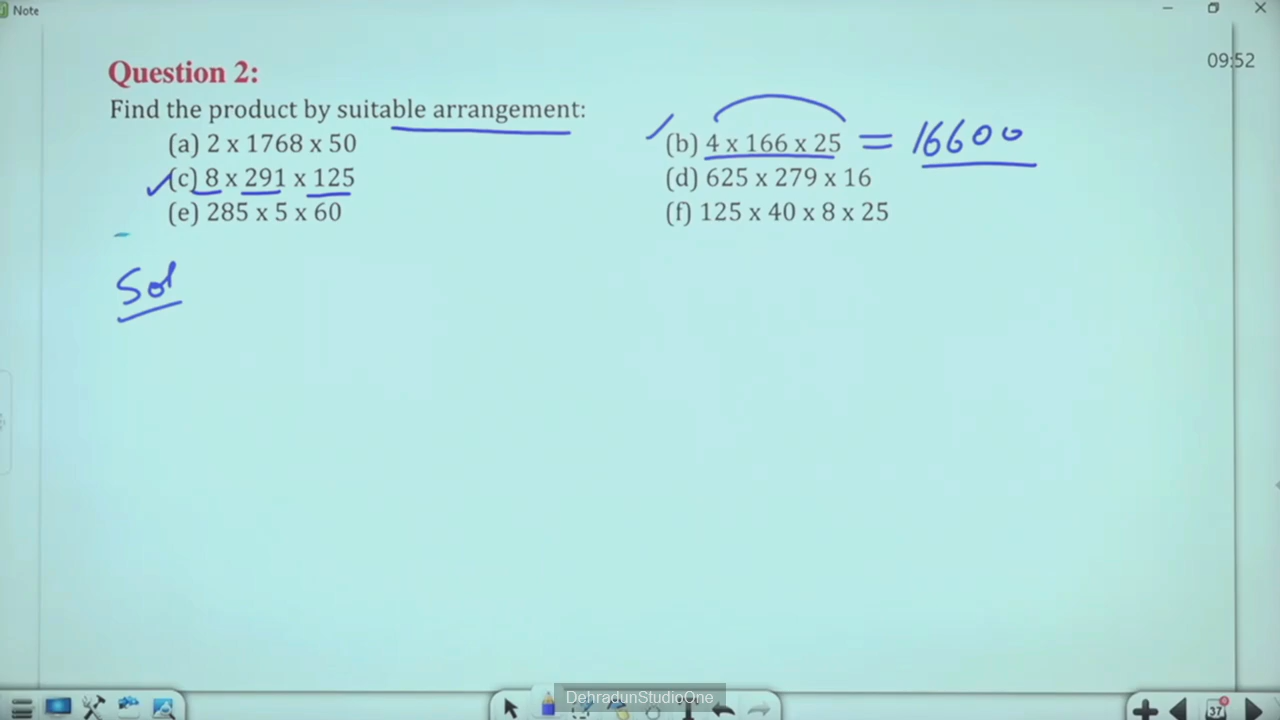 Note
09:52
Question 2:
Find the product by suitable arrangement:
(a) 2 x 1768 x 50
(b) 4 x 166 x 25 = 16600
(c) 8 x 291 x 125
(d) 625 x 279 x 16
(e) 285 x 5 x 60
(f) 125 x 40 x 8 x 25
Sol
DehradunStudioOne
37